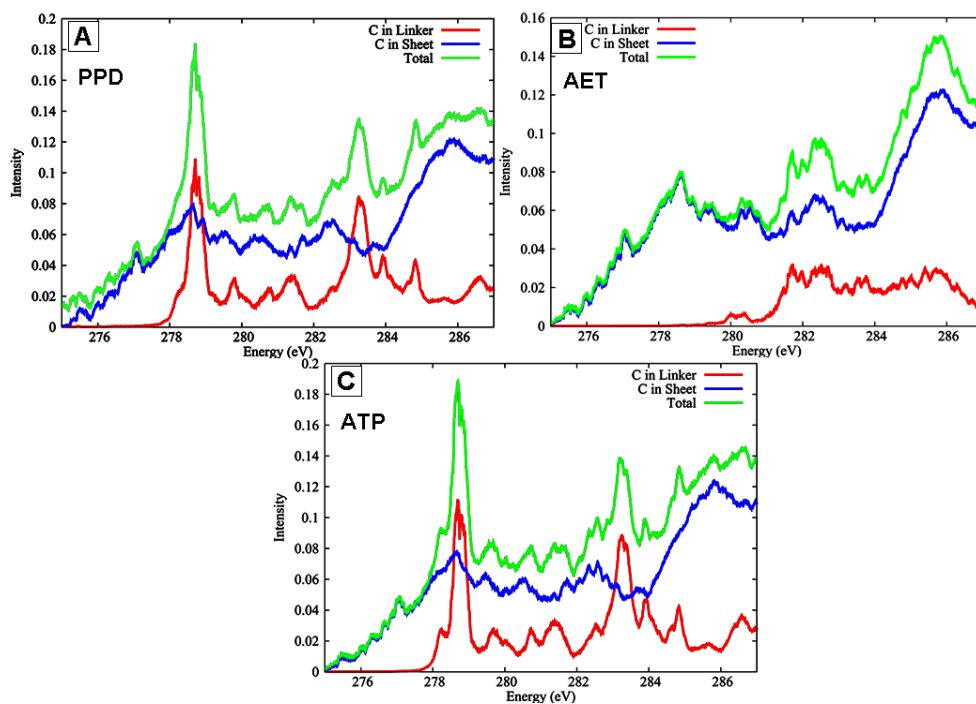 A
PPD
C in Linker
C in Sheet
Total
0.2
0.18
0.16
0.14
0.12
0.1
0.08
0.06
0.04
0.02
0
Intensity
276 278 280 282 284 286
Energy (eV)
B
AET
C in Linker
C in Sheet
Total
0.16
0.14
0.12
0.1
0.08
0.06
0.04
0.02
0
Intensity
276 278 280 282 284 286
Energy (eV)
C
ATP
C in Linker
C in Sheet
Total
0.2
0.18
0.16
0.14
0.12
0.1
0.08
0.06
0.04
0.02
0
Intensity
276 278 280 282 284 286
Energy (eV)